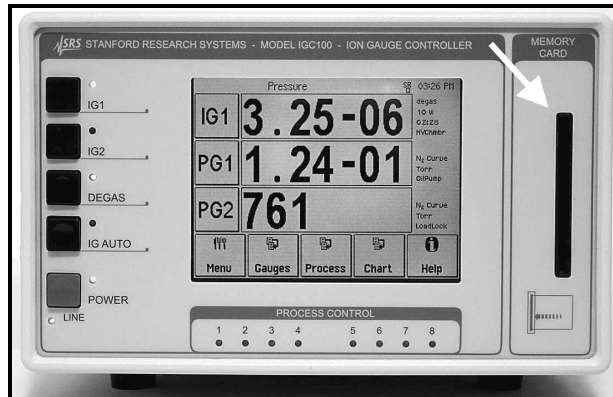 SRS STANFORD RESEARCH SYSTEMS - MODEL IGC100 - ION GAUGE CONTROLLER
MEMORY
CARD
Pressure 03:26 PM
IG1
IG2
DEGAS
IG AUTO
POWER
LINE
IG1 3.25-06
degas
10 W
02:28
HVChmbr
PG1 1.24-01
N₂ Curve
Torr
OilPump
PG2 761
N₂ Curve
Torr
LoadLock
Menu Gauges Process Chart Help
PROCESS CONTROL
1 2 3 4 5 6 7 8